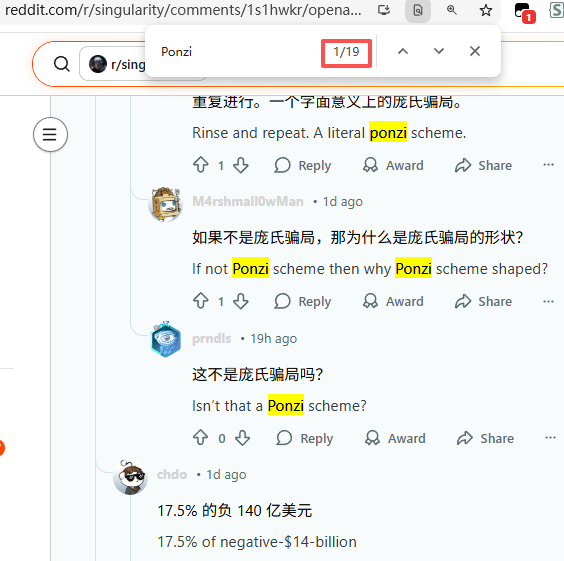 reddit.com/r/singularity/comments/1s1hwkr/opena...
1
S
Ponzi
1/19
r/sing
重复进行。一个字面意义上的庞氏骗局。
Rinse and repeat. A literal ponzi scheme.
1 Reply Award Share ...
M4rshmall0wMan • 1d ago
如果不是庞氏骗局，那为什么是庞氏骗局的形状？
If not Ponzi scheme then why Ponzi scheme shaped?
1 Reply Award Share ...
prndls • 19h ago
这不是庞氏骗局吗？
Isn't that a Ponzi scheme?
0 Reply Award Share ...
chdo • 1d ago
17.5% 的负 140 亿美元
17.5% of negative-$14-billion